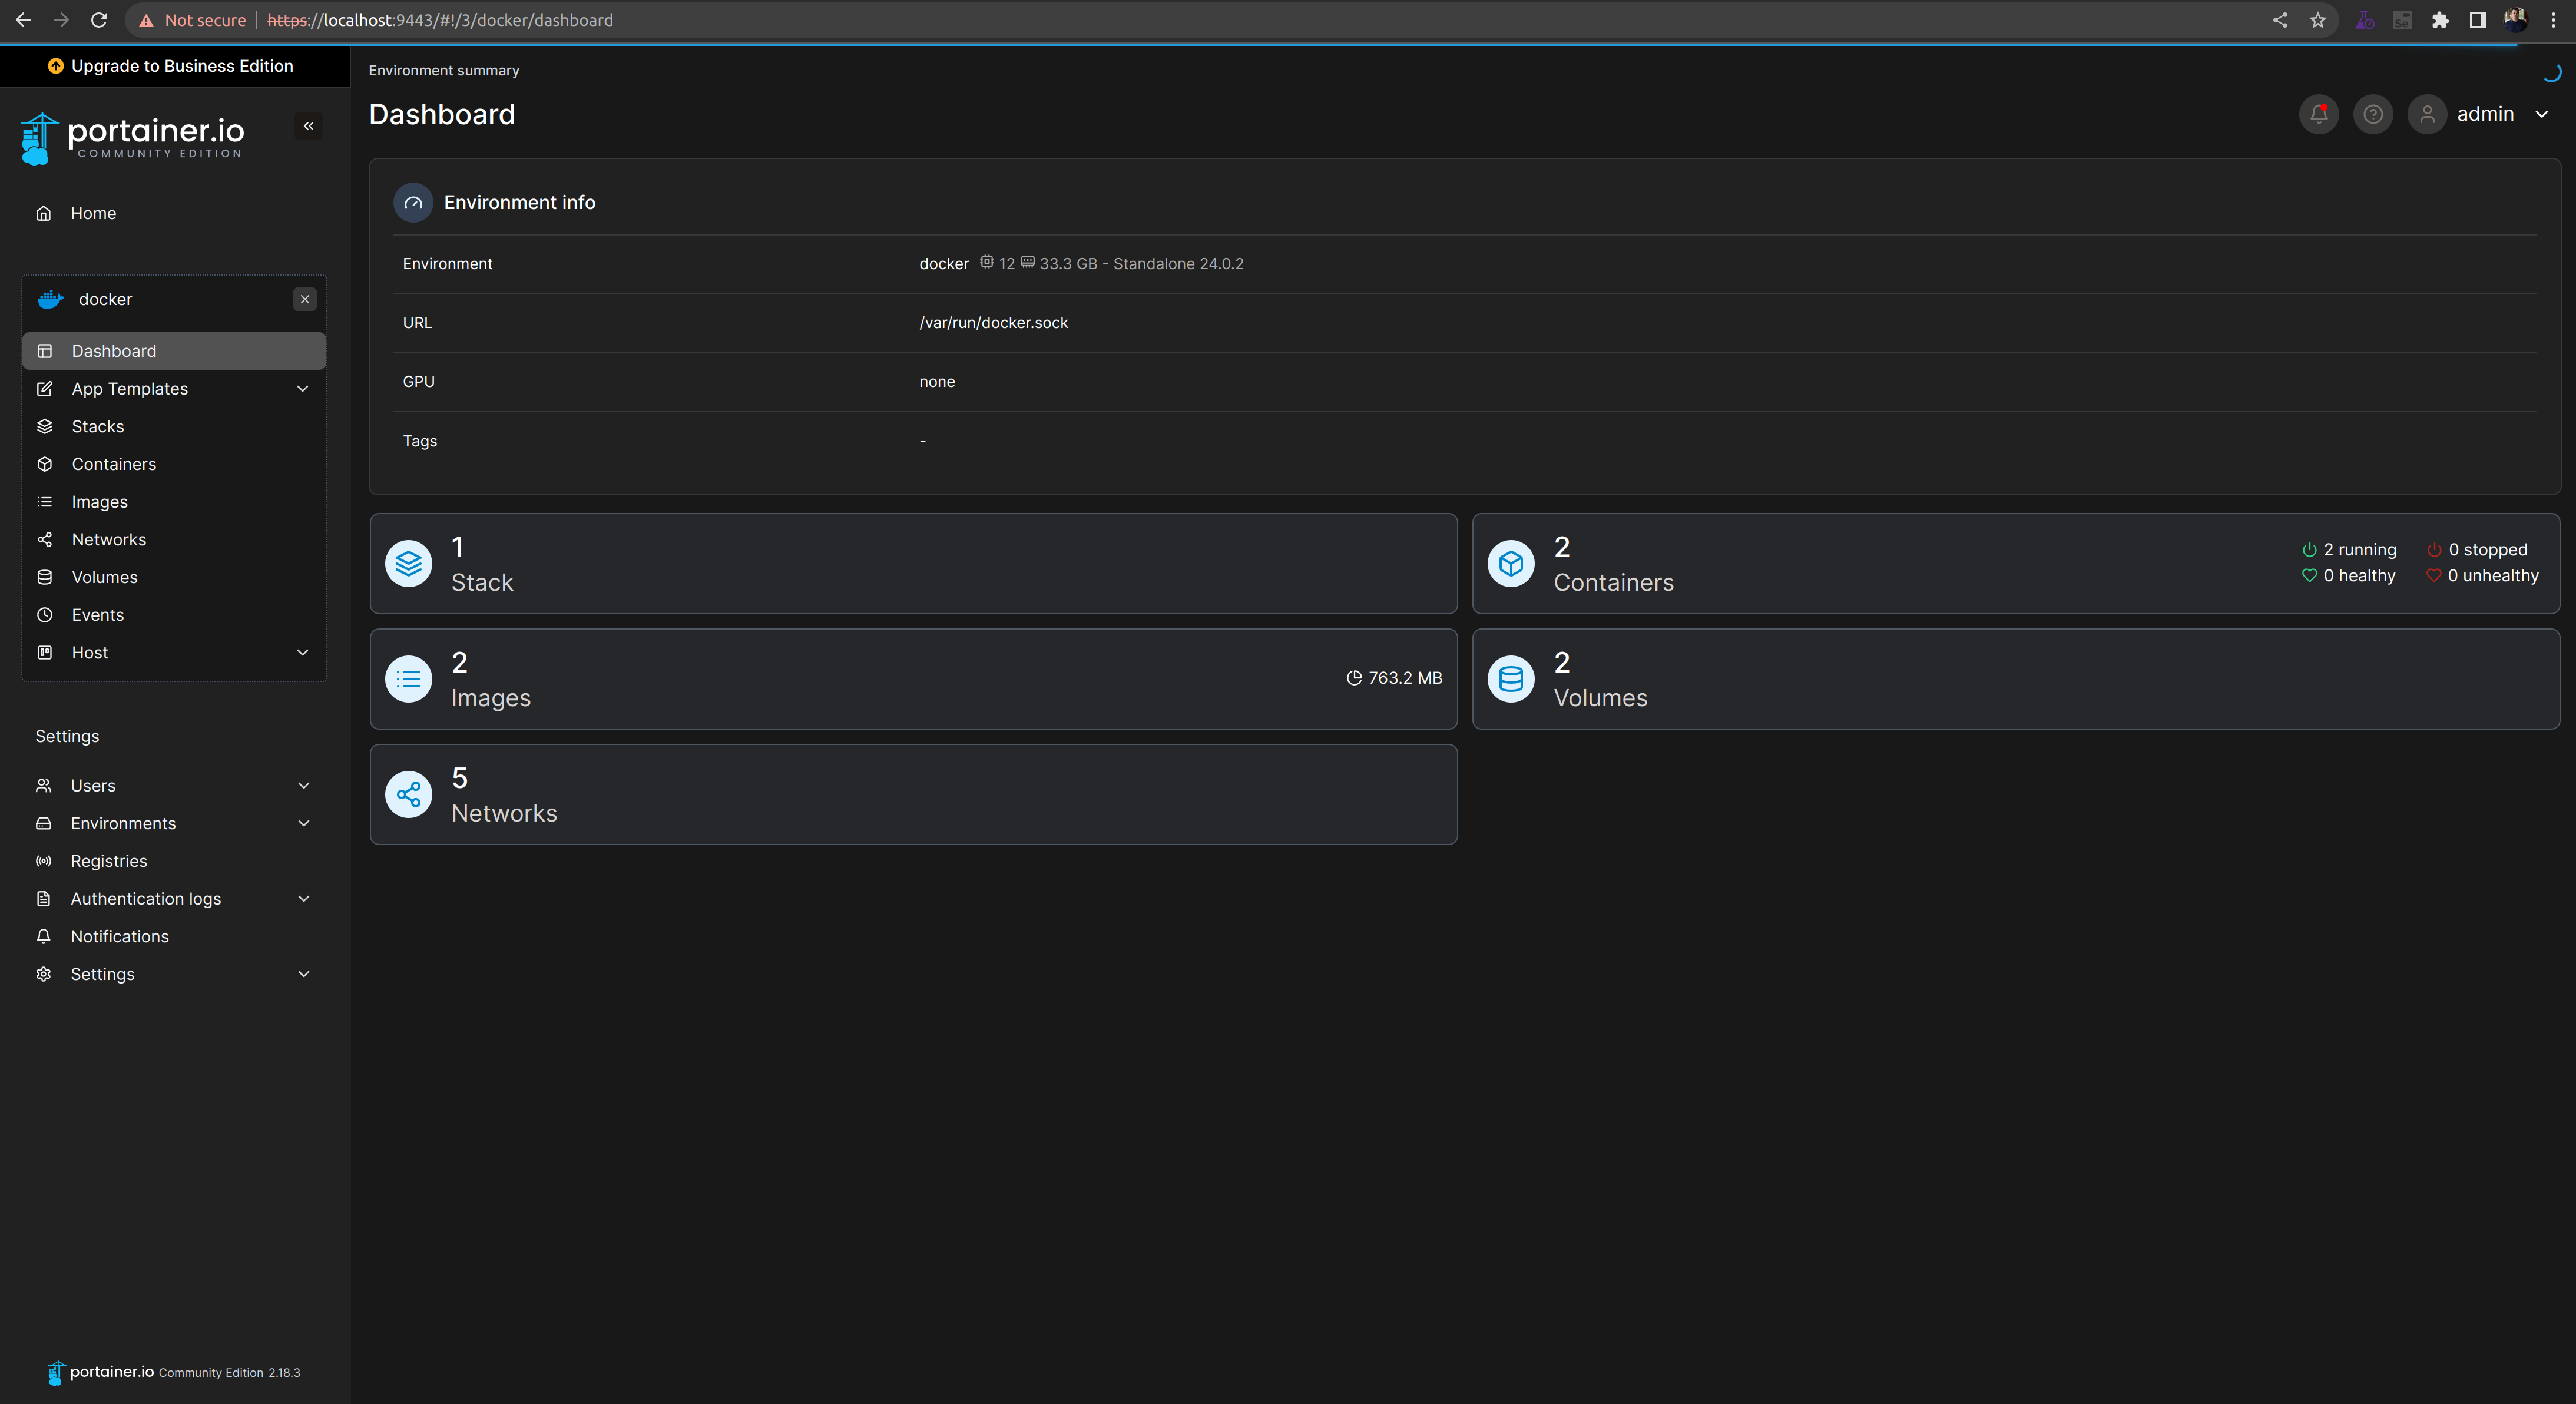 Not secure | https://localhost:9443/#!/3/docker/dashboard
Upgrade to Business Edition
portainer.io
COMMUNITY EDITION
Home
docker
Dashboard
App Templates
Stacks
Containers
Images
Networks
Volumes
Events
Host
Settings
Users
Environments
Registries
Authentication logs
Notifications
Settings
portainer.io Community Edition 2.18.3
Environment summary
Dashboard
admin
Environment info
Environment docker 12 33.3 GB - Standalone 24.0.2
URL /var/run/docker.sock
GPU none
Tags -
1
Stack
2
Containers
2 running 0 stopped
0 healthy 0 unhealthy
2
Images
763.2 MB
2
Volumes
5
Networks
Se